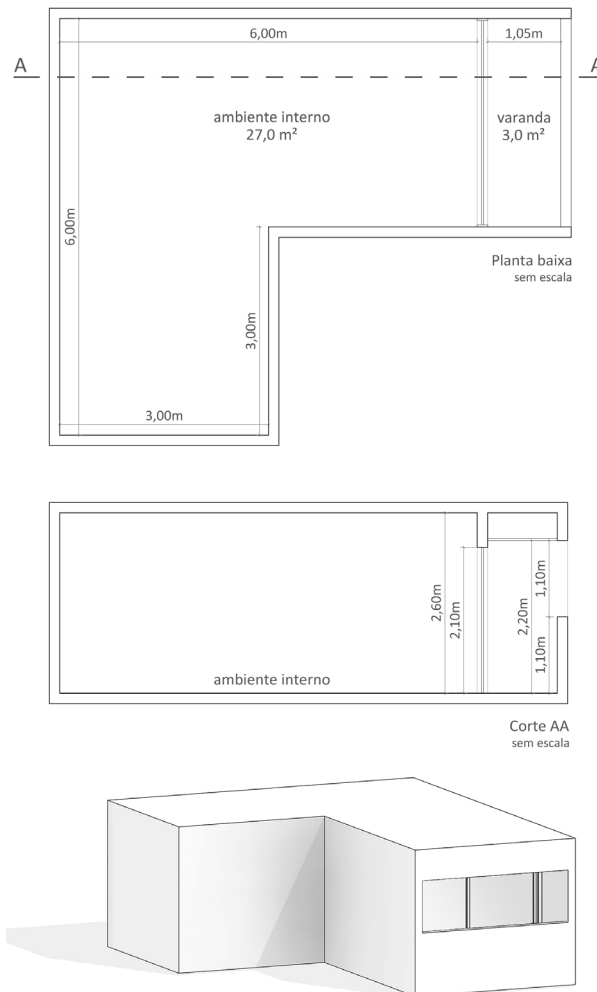 6,00m
1,05m
A
A
ambiente interno
27,0 m²
varanda
3,0 m²
6,00m
3,00m
3,00m
Planta baixa
sem escala
2,60m
2,10m
2,20m
1,10m
1,10m
ambiente interno
Corte AA
sem escala